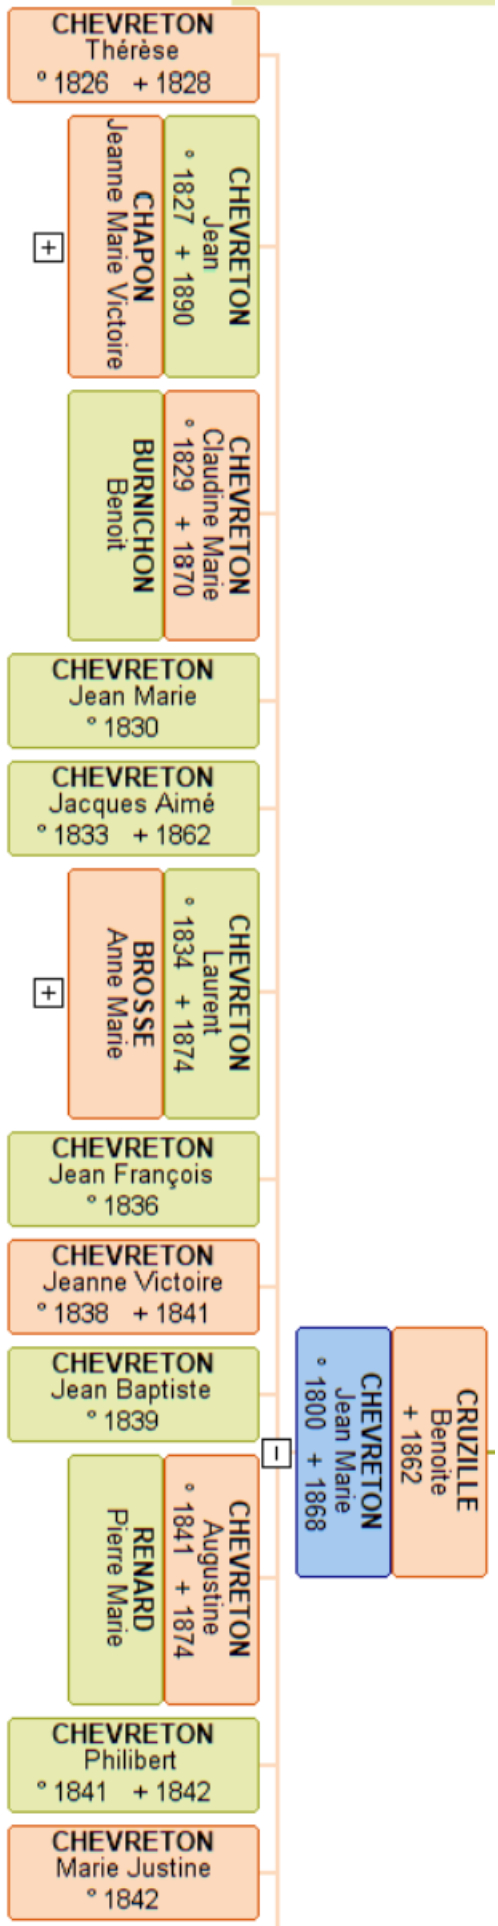 CHEVRETON
Thérèse
° 1826 + 1828
CHEVRETON
Jean
° 1827 + 1890
CHAPON
Jeanne Marie Victoire
+
CHEVRETON
Claudine Marie
° 1829 + 1870
BURNICHON
Benoit
CHEVRETON
Jean Marie
° 1830
CHEVRETON
Jacques Aimé
° 1833 + 1862
CHEVRETON
Laurent
° 1834 + 1874
BROSSE
Anne Marie
+
CHEVRETON
Jean François
° 1836
CHEVRETON
Jeanne Victoire
° 1838 + 1841
CRUZILLE
Benoite
+ 1862
CHEVRETON
Jean Marie
° 1800 + 1868
−
CHEVRETON
Jean Baptiste
° 1839
CHEVRETON
Augustine
° 1841 + 1874
RENARD
Pierre Marie
CHEVRETON
Philibert
° 1841 + 1842
CHEVRETON
Marie Justine
° 1842